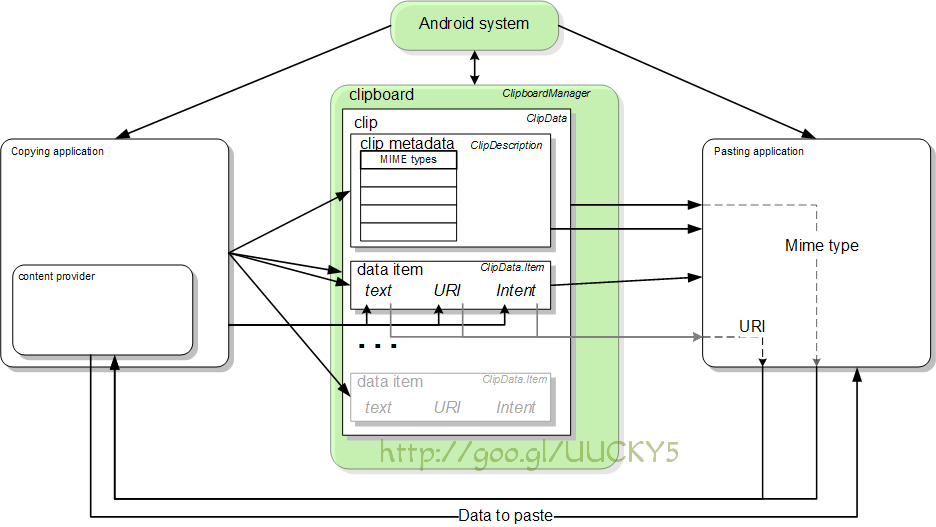 Android system
clipboard
ClipboardManager
clip
ClipData
clip metadata
ClipDescription
MIME types
Copying application
content provider
data item
ClipData.Item
text URI Intent
. . .
data item
ClipData.Item
text URI Intent
Pasting application
Mime type
URI
http://goo.gl/UUCKY5
Data to paste